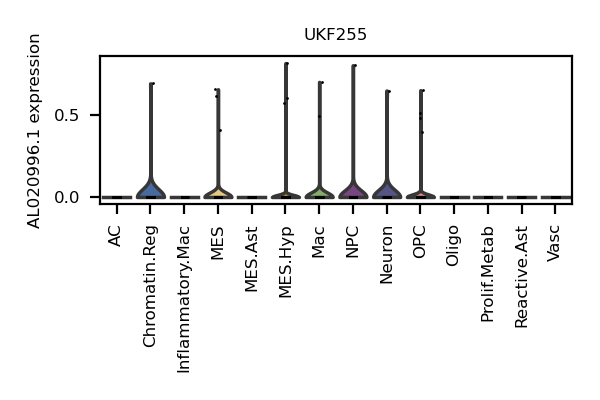 UKF255
AL020996.1 expression
0.5
0.0
AC
Chromatin.Reg
Inflammatory.Mac
MES
MES.Ast
MES.Hyp
Mac
NPC
Neuron
OPC
Oligo
Prolif.Metab
Reactive.Ast
Vasc